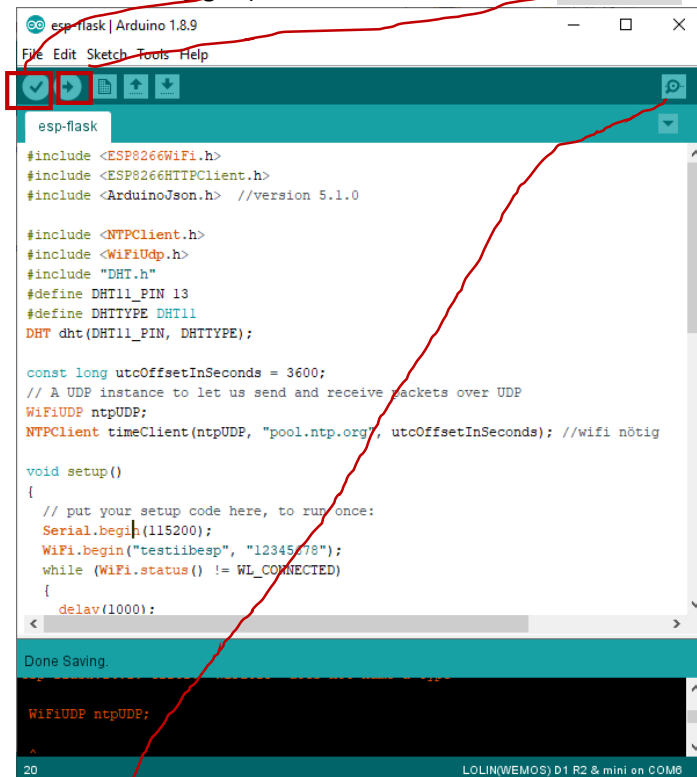 esp-flask | Arduino 1.8.9
File Edit Sketch Tools Help
esp-flask
#include <ESP8266WiFi.h>
#include <ESP8266HTTPClient.h>
#include <ArduinoJson.h>  //version 5.1.0
#include <NTPClient.h>
#include <WiFiUdp.h>
#include "DHT.h"
#define DHT11_PIN 13
#define DHTTYPE DHT11
DHT dht(DHT11_PIN, DHTTYPE);
const long utcOffsetInSeconds = 3600;
// A UDP instance to let us send and receive packets over UDP
WiFiUDP ntpUDP;
NTPClient timeClient(ntpUDP, "pool.ntp.org", utcOffsetInSeconds); //wifi nötig
void setup()
{
// put your setup code here, to run once:
Serial.begin(115200);
WiFi.begin("testiibesp", "12345678");
while (WiFi.status() != WL_CONNECTED)
{
delay(1000);
Done Saving.
WiFiUDP ntpUDP;
^
20
LOLIN(WEMOS) D1 R2 & mini on COM6